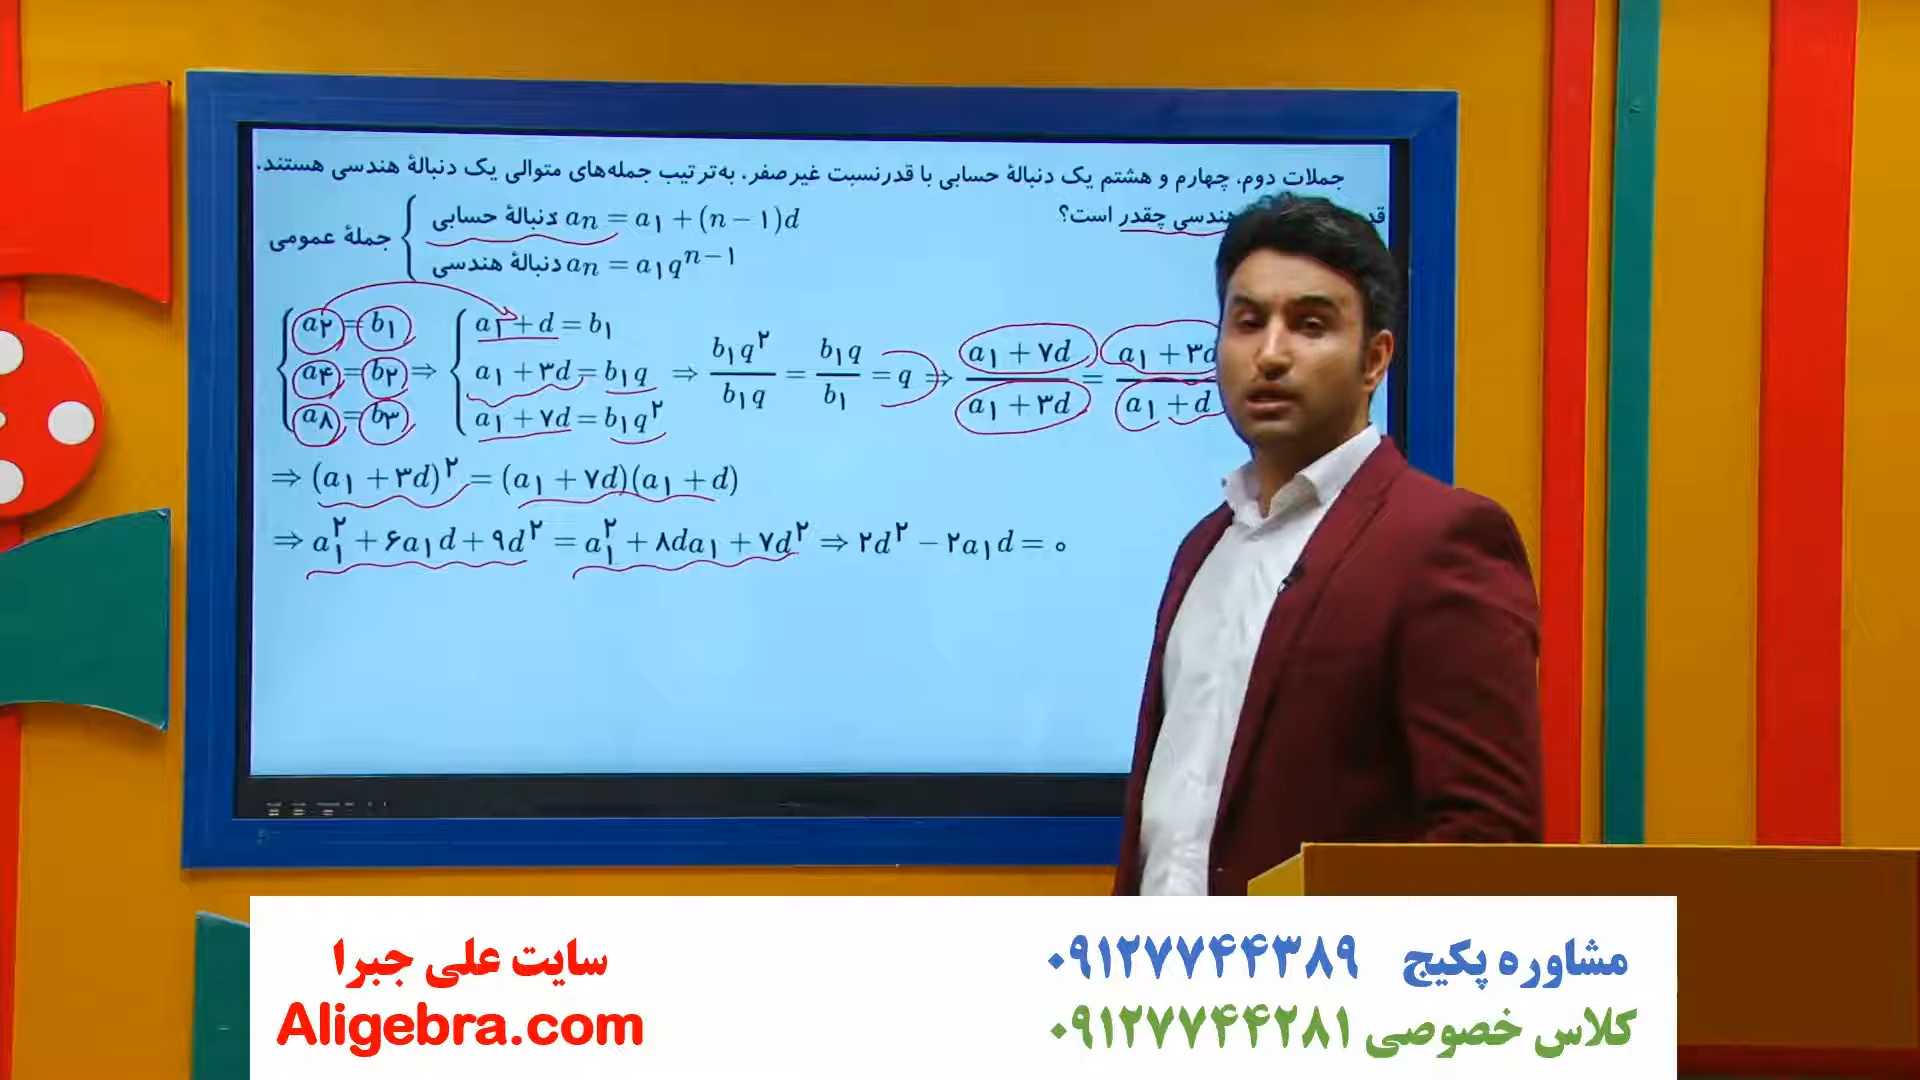 جملات دوم، چهارم و هشتم یک دنبالهٔ حسابی با قدرنسبت غیرصفر، به‌ترتیب جمله‌های متوالی یک دنبالهٔ هندسی هستند.
هندسی چقدر است؟
جملهٔ عمومی
دنبالهٔ حسابی: aₙ = a₁ + (n − ۱)d
دنبالهٔ هندسی aₙ = a₁qⁿ⁻¹
{ a۲ = b۱ ⇒ { a۱ + d = b۱
a۴ = b۲ a۱ + ۳d = b۱q ⇒ b۱q²/b۱q = b۱q/b۱ = q ⇒ (a۱ + ۷d)/(a۱ + ۳d) = (a۱ + ۳d)/(a۱ + d)
a۸ = b۳ a۱ + ۷d = b۱q²
⇒ (a۱ + ۳d)² = (a۱ + ۷d)(a۱ + d)
⇒ a۱² + ۶a۱d + ۹d² = a۱² + ۸da۱ + ۷d² ⇒ ۲d² − ۲a۱d = ۰
سایت علی جبرا
Aligebra.com
مشاوره پکیج ۰۹۱۲۷۷۴۴۳۸۹
کلاس خصوصی ۰۹۱۲۷۷۴۴۲۸۱